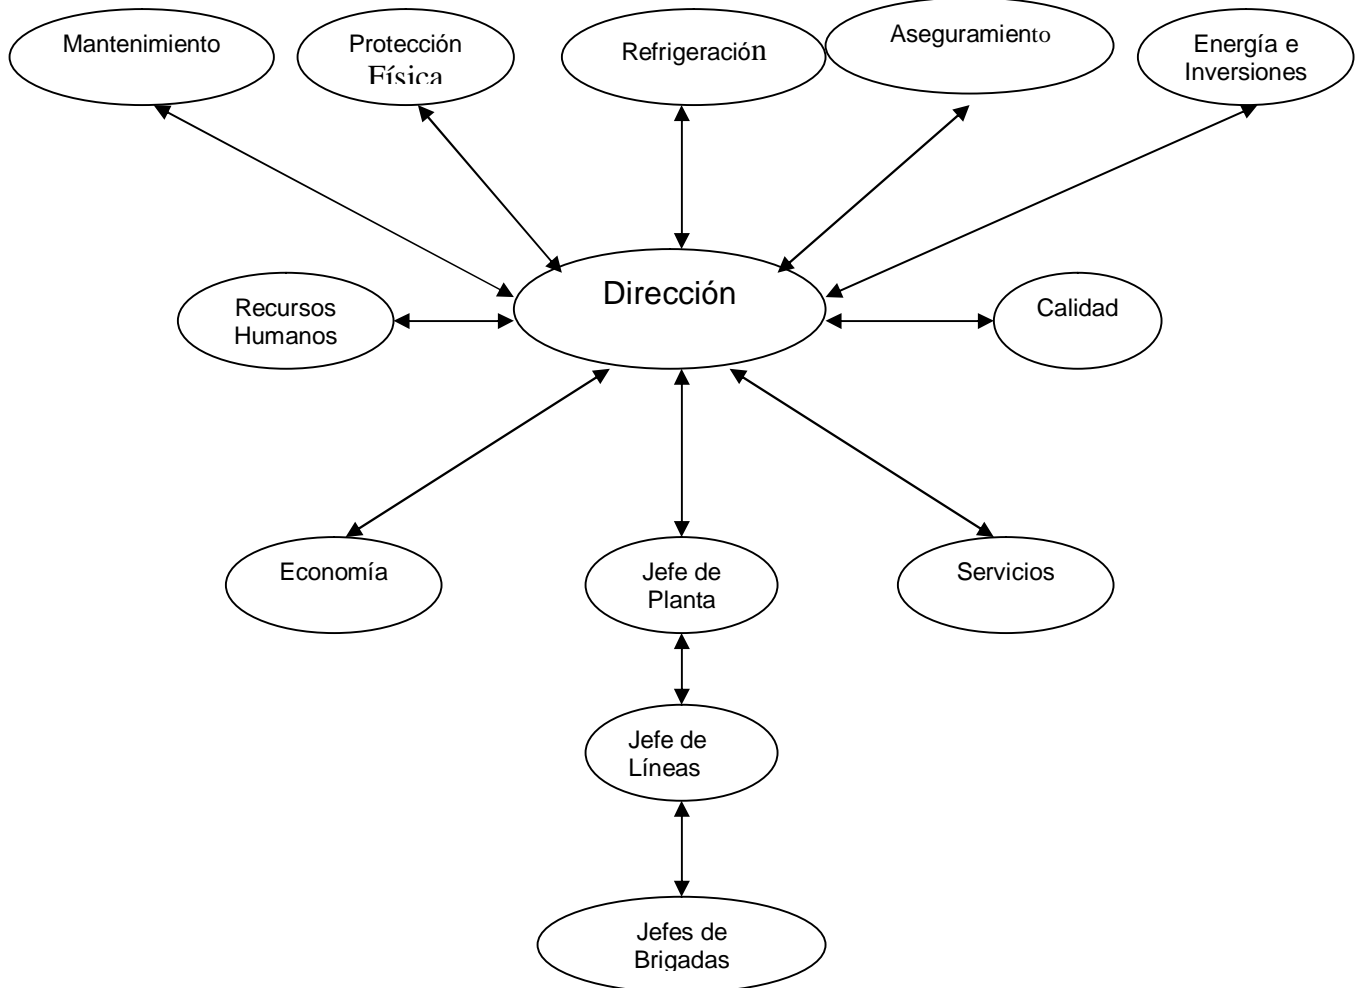 Mantenimiento
Protección
Física
Refrigeración
Aseguramiento
Energía e
Inversiones
Dirección
Recursos
Humanos
Calidad
Economía
Jefe de
Planta
Servicios
Jefe de
Líneas
Jefes de
Brigadas